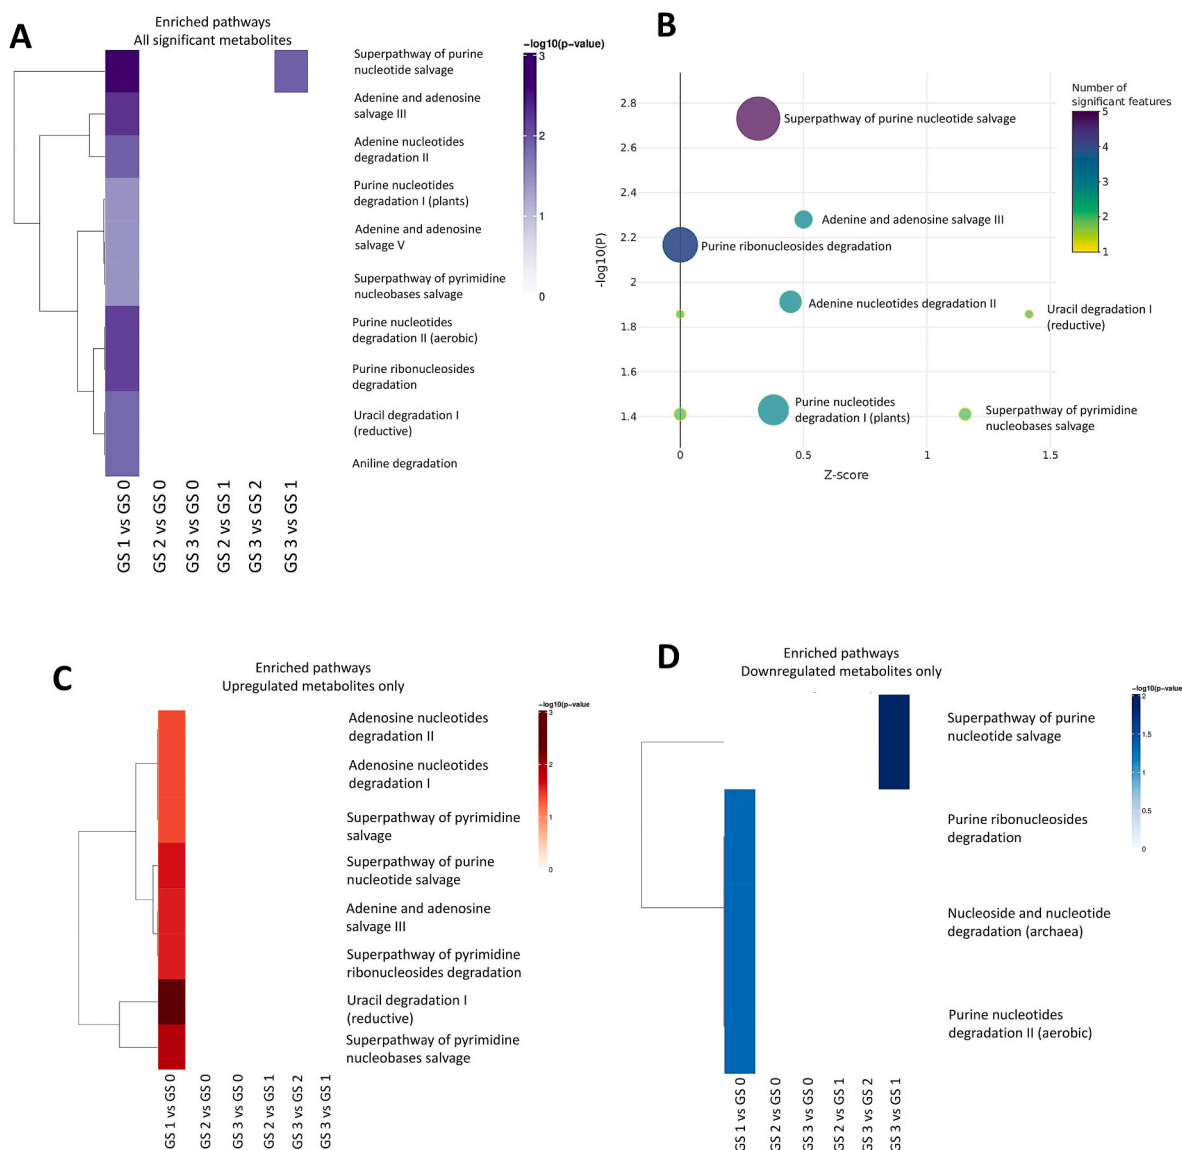 A
Enriched pathways
All significant metabolites
Superpathway of purine
nucleotide salvage
Adenine and adenosine
salvage III
Adenine nucleotides
degradation II
Purine nucleotides
degradation I (plants)
Adenine and adenosine
salvage V
Superpathway of pyrimidine
nucleobases salvage
Purine nucleotides
degradation II (aerobic)
Purine ribonucleosides
degradation
Uracil degradation I
(reductive)
Aniline degradation
−log10(p−value)
3
2
1
0
GS 1 vs GS 0
GS 2 vs GS 0
GS 3 vs GS 0
GS 2 vs GS 1
GS 3 vs GS 2
GS 3 vs GS 1
B
-log10(P)
2.8
2.6
2.4
2.2
2
1.8
1.6
1.4
0
0.5
1
1.5
Z-score
Superpathway of purine nucleotide salvage
Adenine and adenosine salvage III
Purine ribonucleosides degradation
Adenine nucleotides degradation II
Uracil degradation I
(reductive)
Purine nucleotides
degradation I (plants)
Superpathway of pyrimidine
nucleobases salvage
Number of
significant features
5
4
3
2
1
C
Enriched pathways
Upregulated metabolites only
Adenosine nucleotides
degradation II
Adenosine nucleotides
degradation I
Superpathway of pyrimidine
salvage
Superpathway of purine
nucleotide salvage
Adenine and adenosine
salvage III
Superpathway of pyrimidine
ribonucleosides degradation
Uracil degradation I
(reductive)
Superpathway of pyrimidine
nucleobases salvage
−log10(p−value
3
2
1
0
GS 1 vs GS 0
GS 2 vs GS 0
GS 3 vs GS 0
GS 2 vs GS 1
GS 3 vs GS 2
GS 3 vs GS 1
D
Enriched pathways
Downregulated metabolites only
Superpathway of purine
nucleotide salvage
Purine ribonucleosides
degradation
Nucleoside and nucleotide
degradation (archaea)
Purine nucleotides
degradation II (aerobic)
−log10(p−value)
2
1.5
1
0.5
0
GS 1 vs GS 0
GS 2 vs GS 0
GS 3 vs GS 0
GS 2 vs GS 1
GS 3 vs GS 2
GS 3 vs GS 1